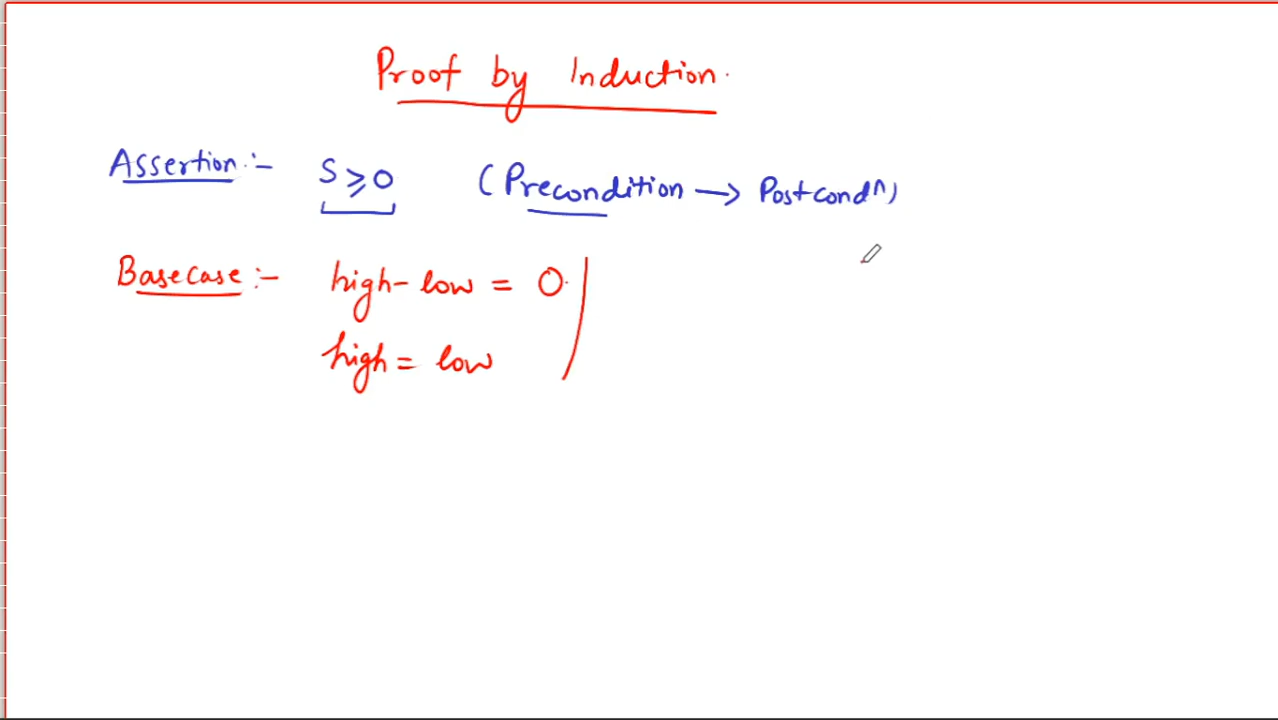 Proof by Induction.
Assertion :- S ≥ 0 (Precondition → Postcondⁿ)
Basecase :- high - low = 0.
high = low